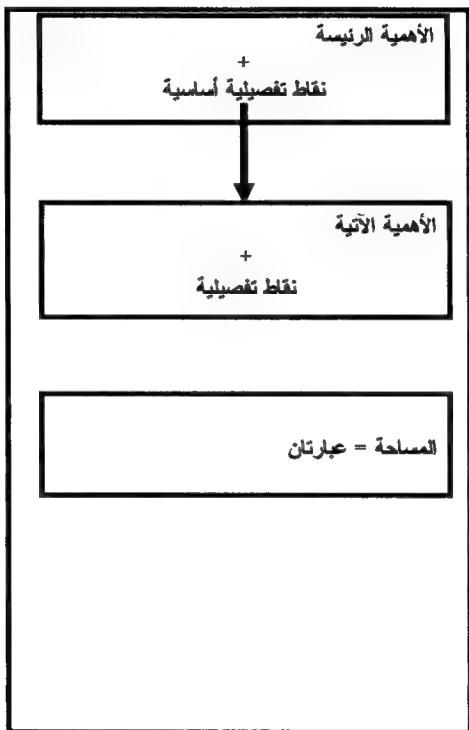 الأهمية الرئيسة
+
نقاط تفصيلية أساسية
الأهمية الآتية
+
نقاط تفصيلية
المساحة = عبارتان